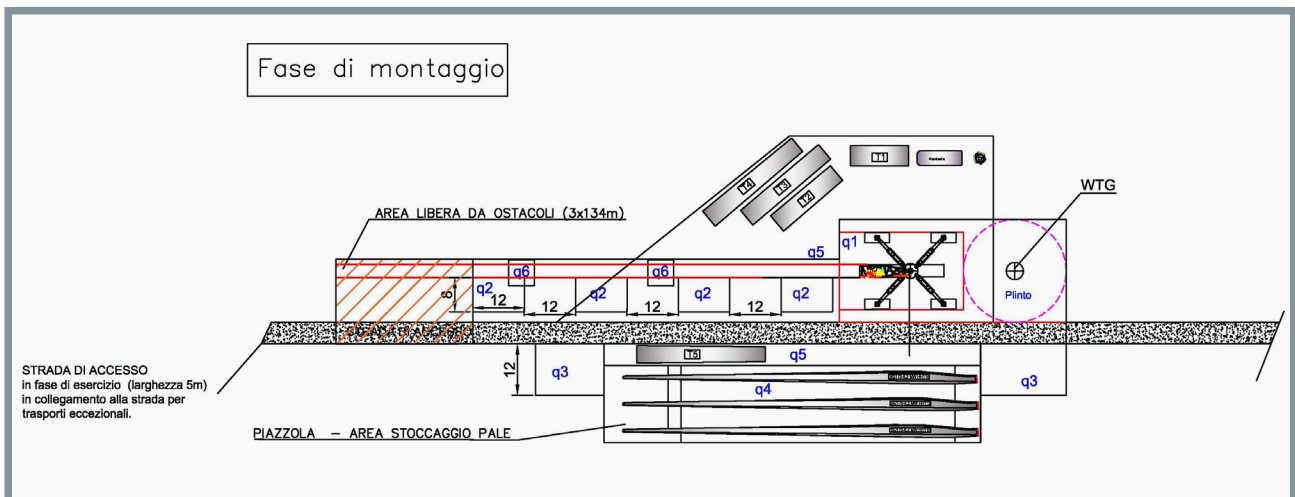 Fase di montaggio
T4
T3
T2
T1
WTG
AREA LIBERA DA OSTACOLI (3x134m)
q5
q1
q6
q6
q2
q2
q2
q2
8
12
12
12
12
12
12
Plinto
STRADA DI ACCESSO
in fase di esercizio (larghezza 5m)
in collegamento alla strada per
trasporti eccezionali.
12
q3
T5
q5
q3
q4
PIAZZOLA - AREA STOCCAGGIO PALE